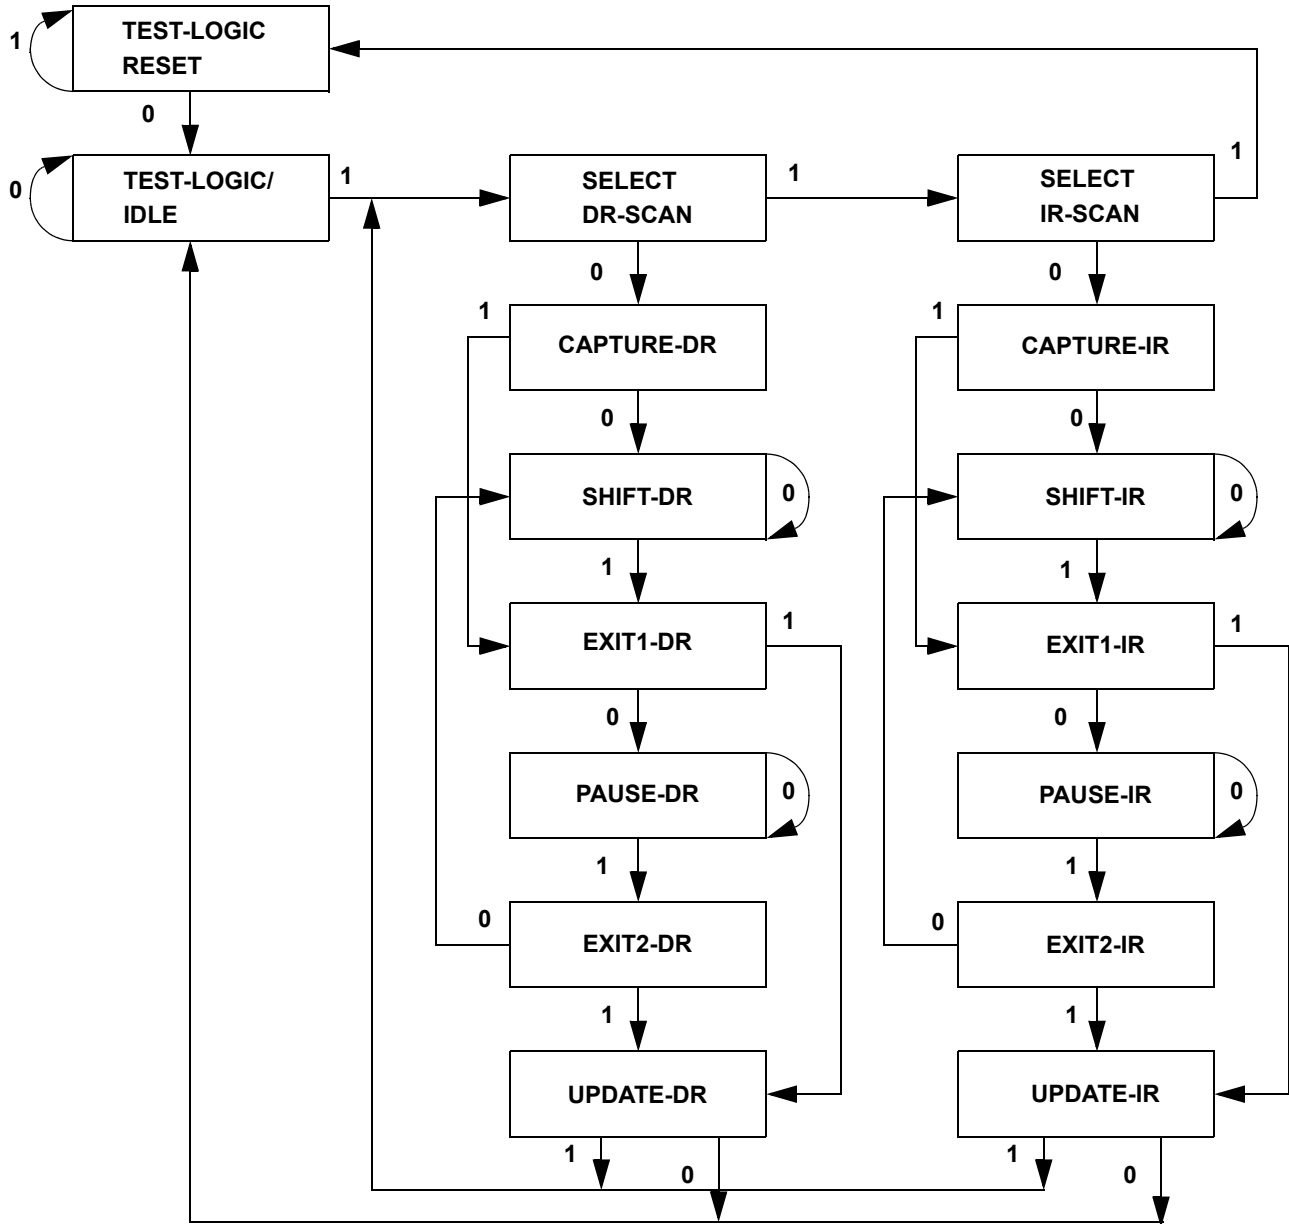 TEST-LOGIC
RESET
1
0
TEST-LOGIC/
IDLE
0
1
SELECT
DR-SCAN
1
SELECT
IR-SCAN
1
0
0
1
CAPTURE-DR
1
CAPTURE-IR
0
0
SHIFT-DR
0
SHIFT-IR
0
1
1
EXIT1-DR
1
EXIT1-IR
1
0
0
PAUSE-DR
0
PAUSE-IR
0
1
1
0
EXIT2-DR
0
EXIT2-IR
1
1
UPDATE-DR
UPDATE-IR
1
0
1
0